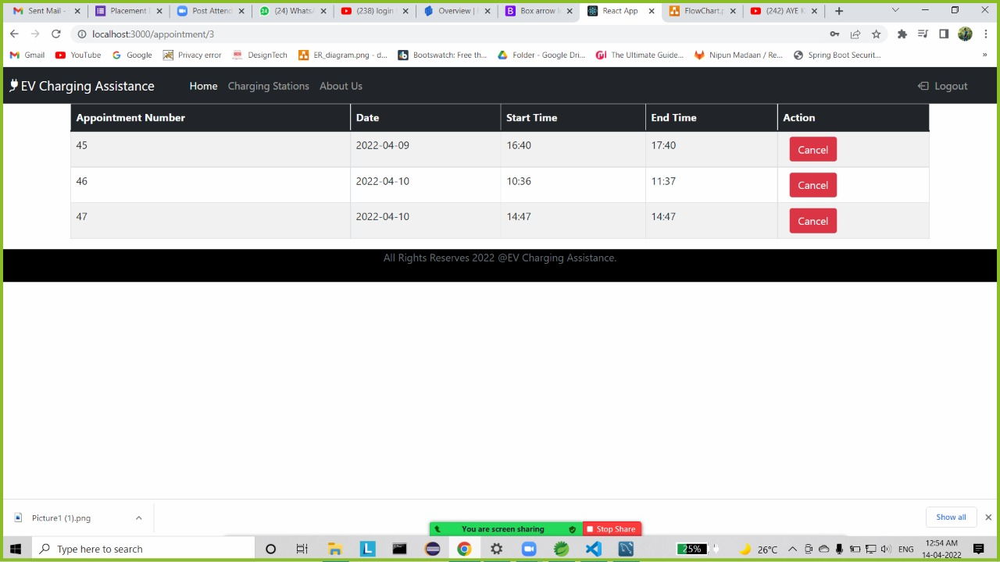 Sent Mail -
Placement
Post Attend
(24) Whats
(238) login
Overview |
Box arrow
React App
FlowChart.
(242) AYE K
localhost:3000/appointment/3
Gmail
YouTube
Google
Privacy error
DesignTech
ER_diagram.png - d...
Bootswatch: Free th...
Folder - Google Dri...
The Ultimate Guide...
Nipun Madaan / Re...
Spring Boot Securit...
»
EV Charging Assistance
Home
Charging Stations
About Us
Logout
Appointment Number Date Start Time End Time Action
45 2022-04-09 16:40 17:40 Cancel
46 2022-04-10 10:36 11:37 Cancel
47 2022-04-10 14:47 14:47 Cancel
All Rights Reserves 2022 @EV Charging Assistance.
Picture1 (1).png
Show all
You are screen sharing
Stop Share
Type here to search
25%
26°C
ENG
12:54 AM
14-04-2022